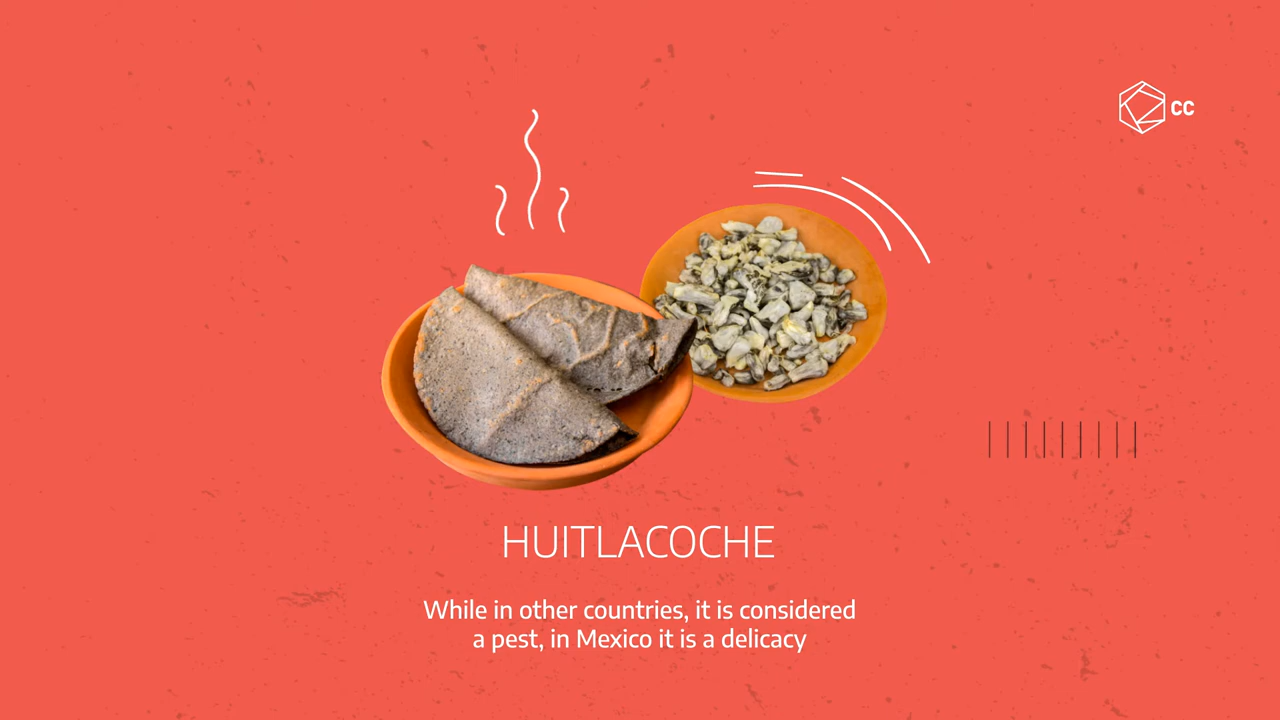 CC
HUITLACOCHE
While in other countries, it is considered
a pest, in Mexico it is a delicacy